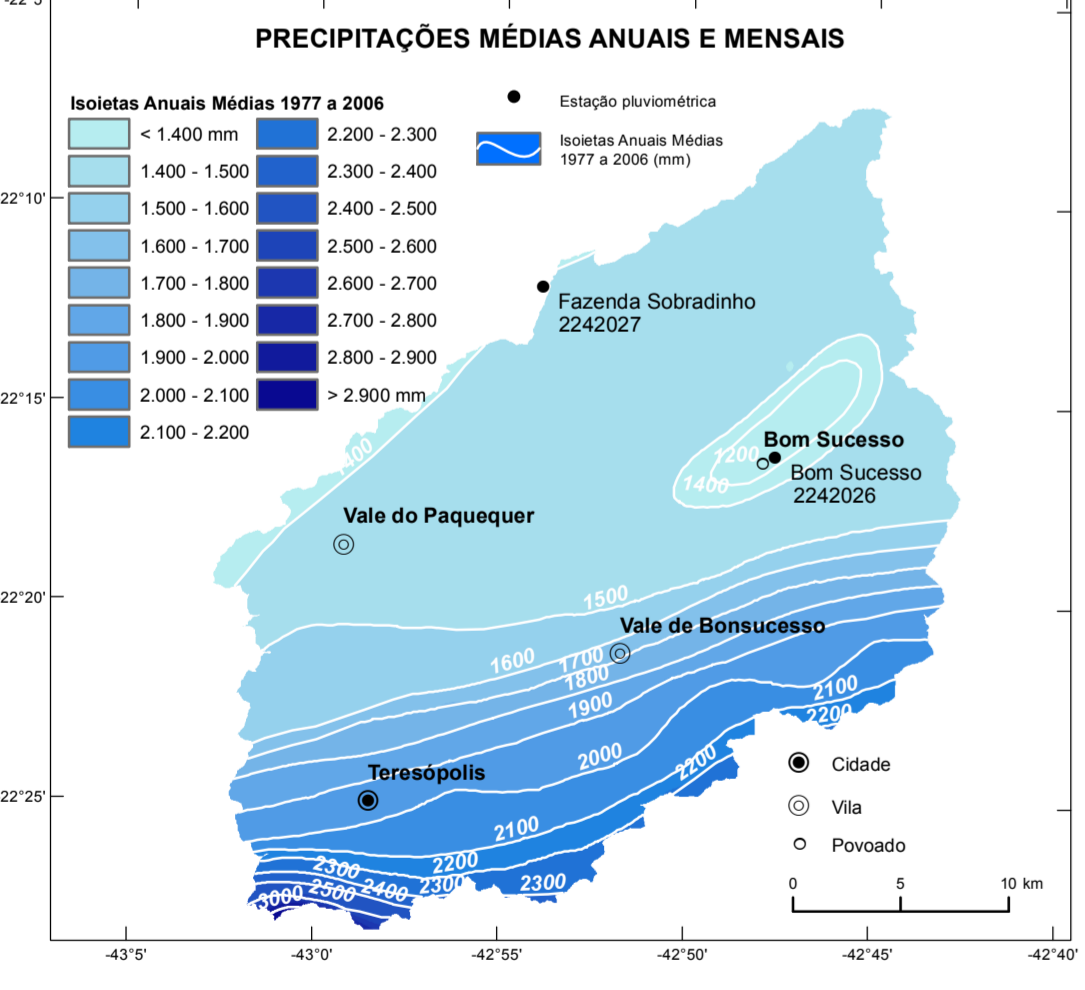 -22°5'
PRECIPITAÇÕES MÉDIAS ANUAIS E MENSAIS
Isoietas Anuais Médias 1977 a 2006
< 1.400 mm
1.400 - 1.500
1.500 - 1.600
1.600 - 1.700
1.700 - 1.800
1.800 - 1.900
1.900 - 2.000
2.000 - 2.100
2.100 - 2.200
2.200 - 2.300
2.300 - 2.400
2.400 - 2.500
2.500 - 2.600
2.600 - 2.700
2.700 - 2.800
2.800 - 2.900
> 2.900 mm
Estação pluviométrica
Isoietas Anuais Médias
1977 a 2006 (mm)
22°10'
Fazenda Sobradinho
2242027
22°15'
1400
Bom Sucesso
1200
Bom Sucesso
2242026
1400
Vale do Paquequer
22°20'
1500
Vale de Bonsucesso
1600
1700
1800
1900
2100
2200
2000
2200
Teresópolis
22°25'
2100
2200
2300
2300
2300
2400
2500
3000
Cidade
Vila
Povoado
0 5 10 km
-43°5'
-43°0'
-42°55'
-42°50'
-42°45'
-42°40'